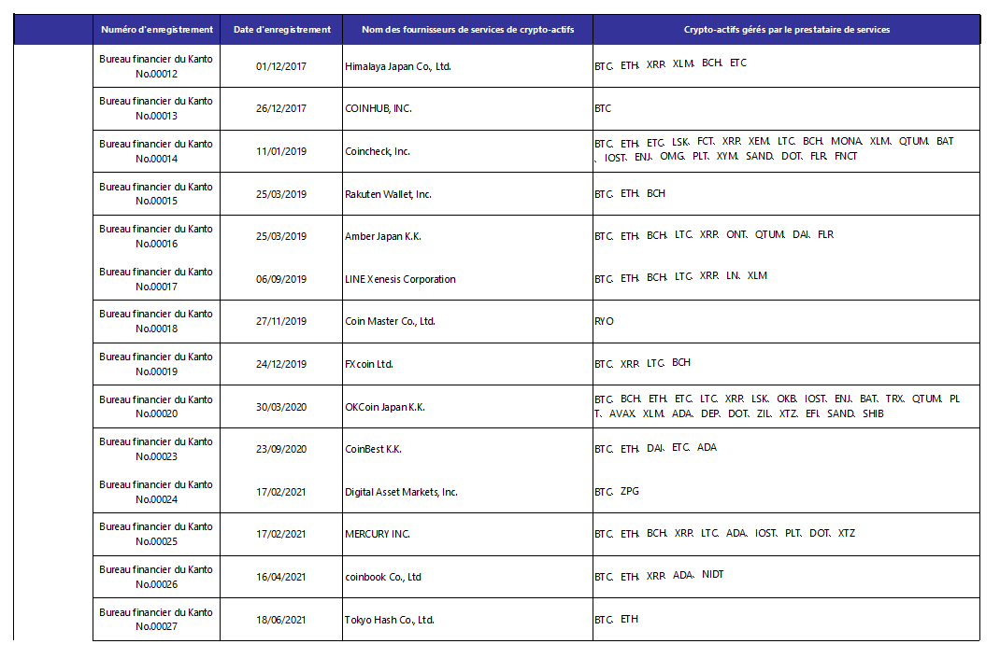 Numéro d'enregistrement Date d'enregistrement Nom des fournisseurs de services de crypto-actifs Crypto-actifs gérés par le prestataire de services
Bureau financier du Kanto
No.00012 01/12/2017 Himalaya Japan Co., Ltd. BTC、ETH、XRP、XLM、BCH、ETC
Bureau financier du Kanto
No.00013 26/12/2017 COINHUB, INC. BTC
Bureau financier du Kanto
No.00014 11/01/2019 Coincheck, Inc. BTC、ETH、ETC、LSK、FCT、XRP、XEM、LTC、BCH、MONA、XLM、QTUM、BAT
、IOST、ENJ、OMG、PLT、XYM、SAND、DOT、FLR、FNCT
Bureau financier du Kanto
No.00015 25/03/2019 Rakuten Wallet, Inc. BTC、ETH、BCH
Bureau financier du Kanto
No.00016 25/03/2019 Amber Japan K.K. BTC、ETH、BCH、LTC、XRP、ONT、QTUM、DAI、FLR
Bureau financier du Kanto
No.00017 06/09/2019 LINE Xenesis Corporation BTC、ETH、BCH、LTC、XRP、LN、XLM
Bureau financier du Kanto
No.00018 27/11/2019 Coin Master Co., Ltd. RYO
Bureau financier du Kanto
No.00019 24/12/2019 FXcoin Ltd. BTC、XRP、LTC、BCH
Bureau financier du Kanto
No.00020 30/03/2020 OKCoin Japan K.K. BTC、BCH、ETH、ETC、LTC、XRP、LSK、OKB、IOST、ENJ、BAT、TRX、QTUM、PL
T、AVAX、XLM、ADA、DEP、DOT、ZIL、XTZ、EFI、SAND、SHIB
Bureau financier du Kanto
No.00023 23/09/2020 CoinBest K.K. BTC、ETH、DAI、ETC、ADA
Bureau financier du Kanto
No.00024 17/02/2021 Digital Asset Markets, Inc. BTC、ZPG
Bureau financier du Kanto
No.00025 17/02/2021 MERCURY INC. BTC、ETH、BCH、XRP、LTC、ADA、IOST、PLT、DOT、XTZ
Bureau financier du Kanto
No.00026 16/04/2021 coinbook Co., Ltd BTC、ETH、XRP、ADA、NIDT
Bureau financier du Kanto
No.00027 18/06/2021 Tokyo Hash Co., Ltd. BTC、ETH